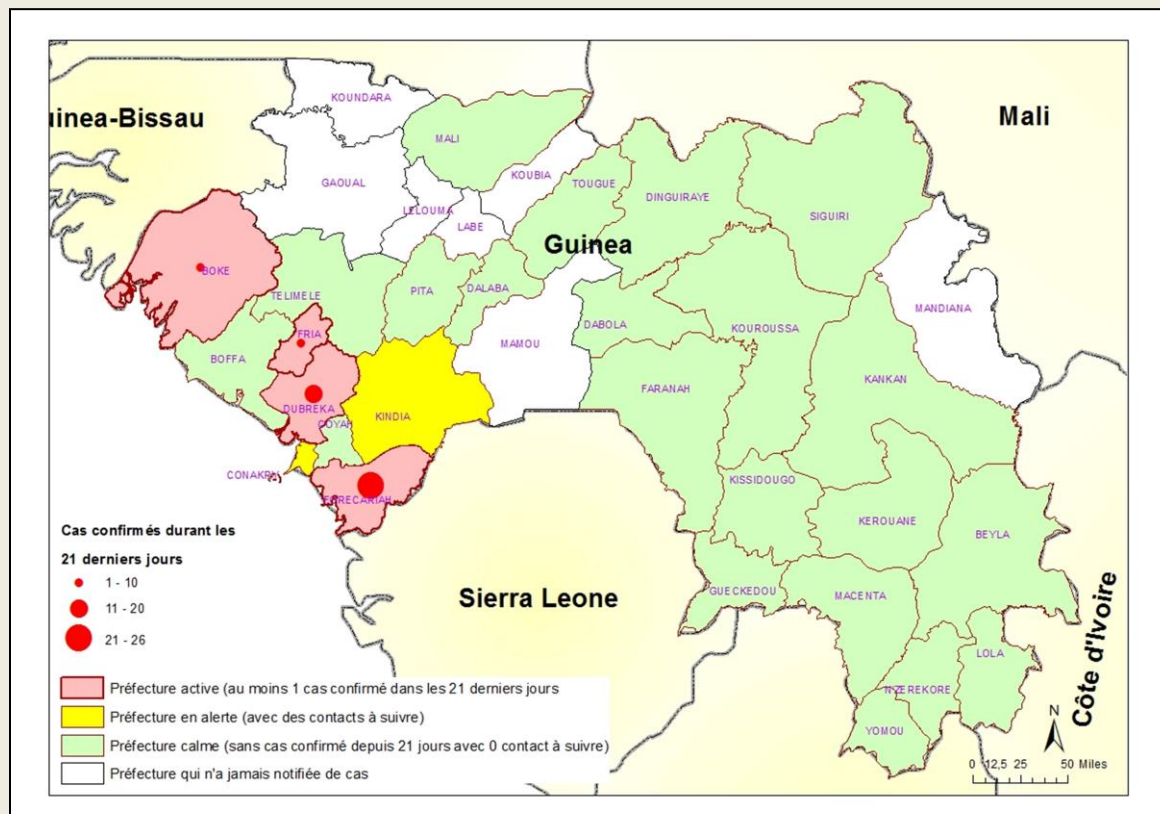 KOUNDARA
uinea-Bissau
Mali
MALI
KOUBIA
GAOUAL
TOUGUE
DINGUIRAYE
LELOUMA
LABE
SIGUIRI
Guinea
BOKE
TELIMELE
PITA
DALABA
MANDIANA
FRIA
DABOLA
KOUROUSSA
MAMOU
BOFFA
KANKAN
FARANAH
DUBREKA
KINDIA
COYAH
CONAKRY
KISSIDOUGO
KEROUANE
BEYLA
Cas confirmés durant les
21 derniers jours
1 - 10
11 - 20
21 - 26
Sierra Leone
GUECKEDOU
MACENTA
LOLA
N'ZEREKORE
YOMOU
Côte d'Ivoire
Préfecture active (au moins 1 cas confirmé dans les 21 derniers jours
Préfecture en alerte (avec des contacts à suivre)
Préfecture calme (sans cas confirmé depuis 21 jours avec 0 contact à suivre)
Préfecture qui n'a jamais notifiée de cas
N
0 12,5 25 50 Miles